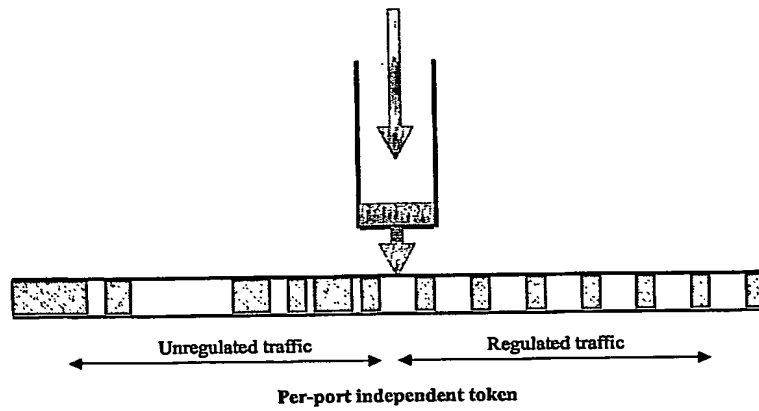 Unregulated traffic
Regulated traffic
Per-port independent token